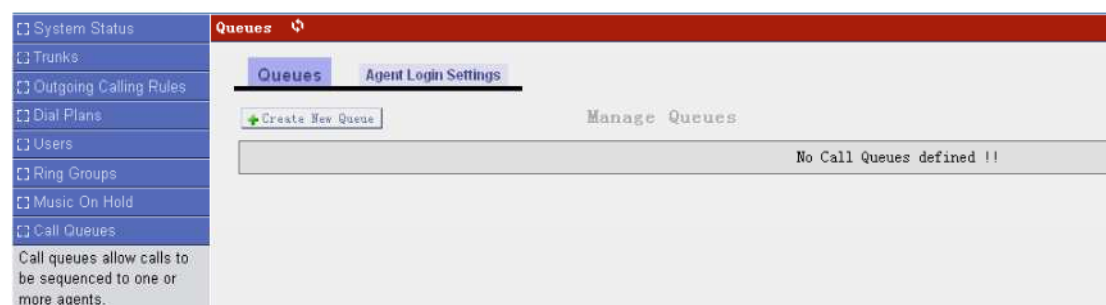 System Status
Trunks
Outgoing Calling Rules
Dial Plans
Users
Ring Groups
Music On Hold
Call Queues
Call queues allow calls to
be sequenced to one or
more agents.
Queues
Queues Agent Login Settings
Create New Queue Manage Queues
No Call Queues defined !!